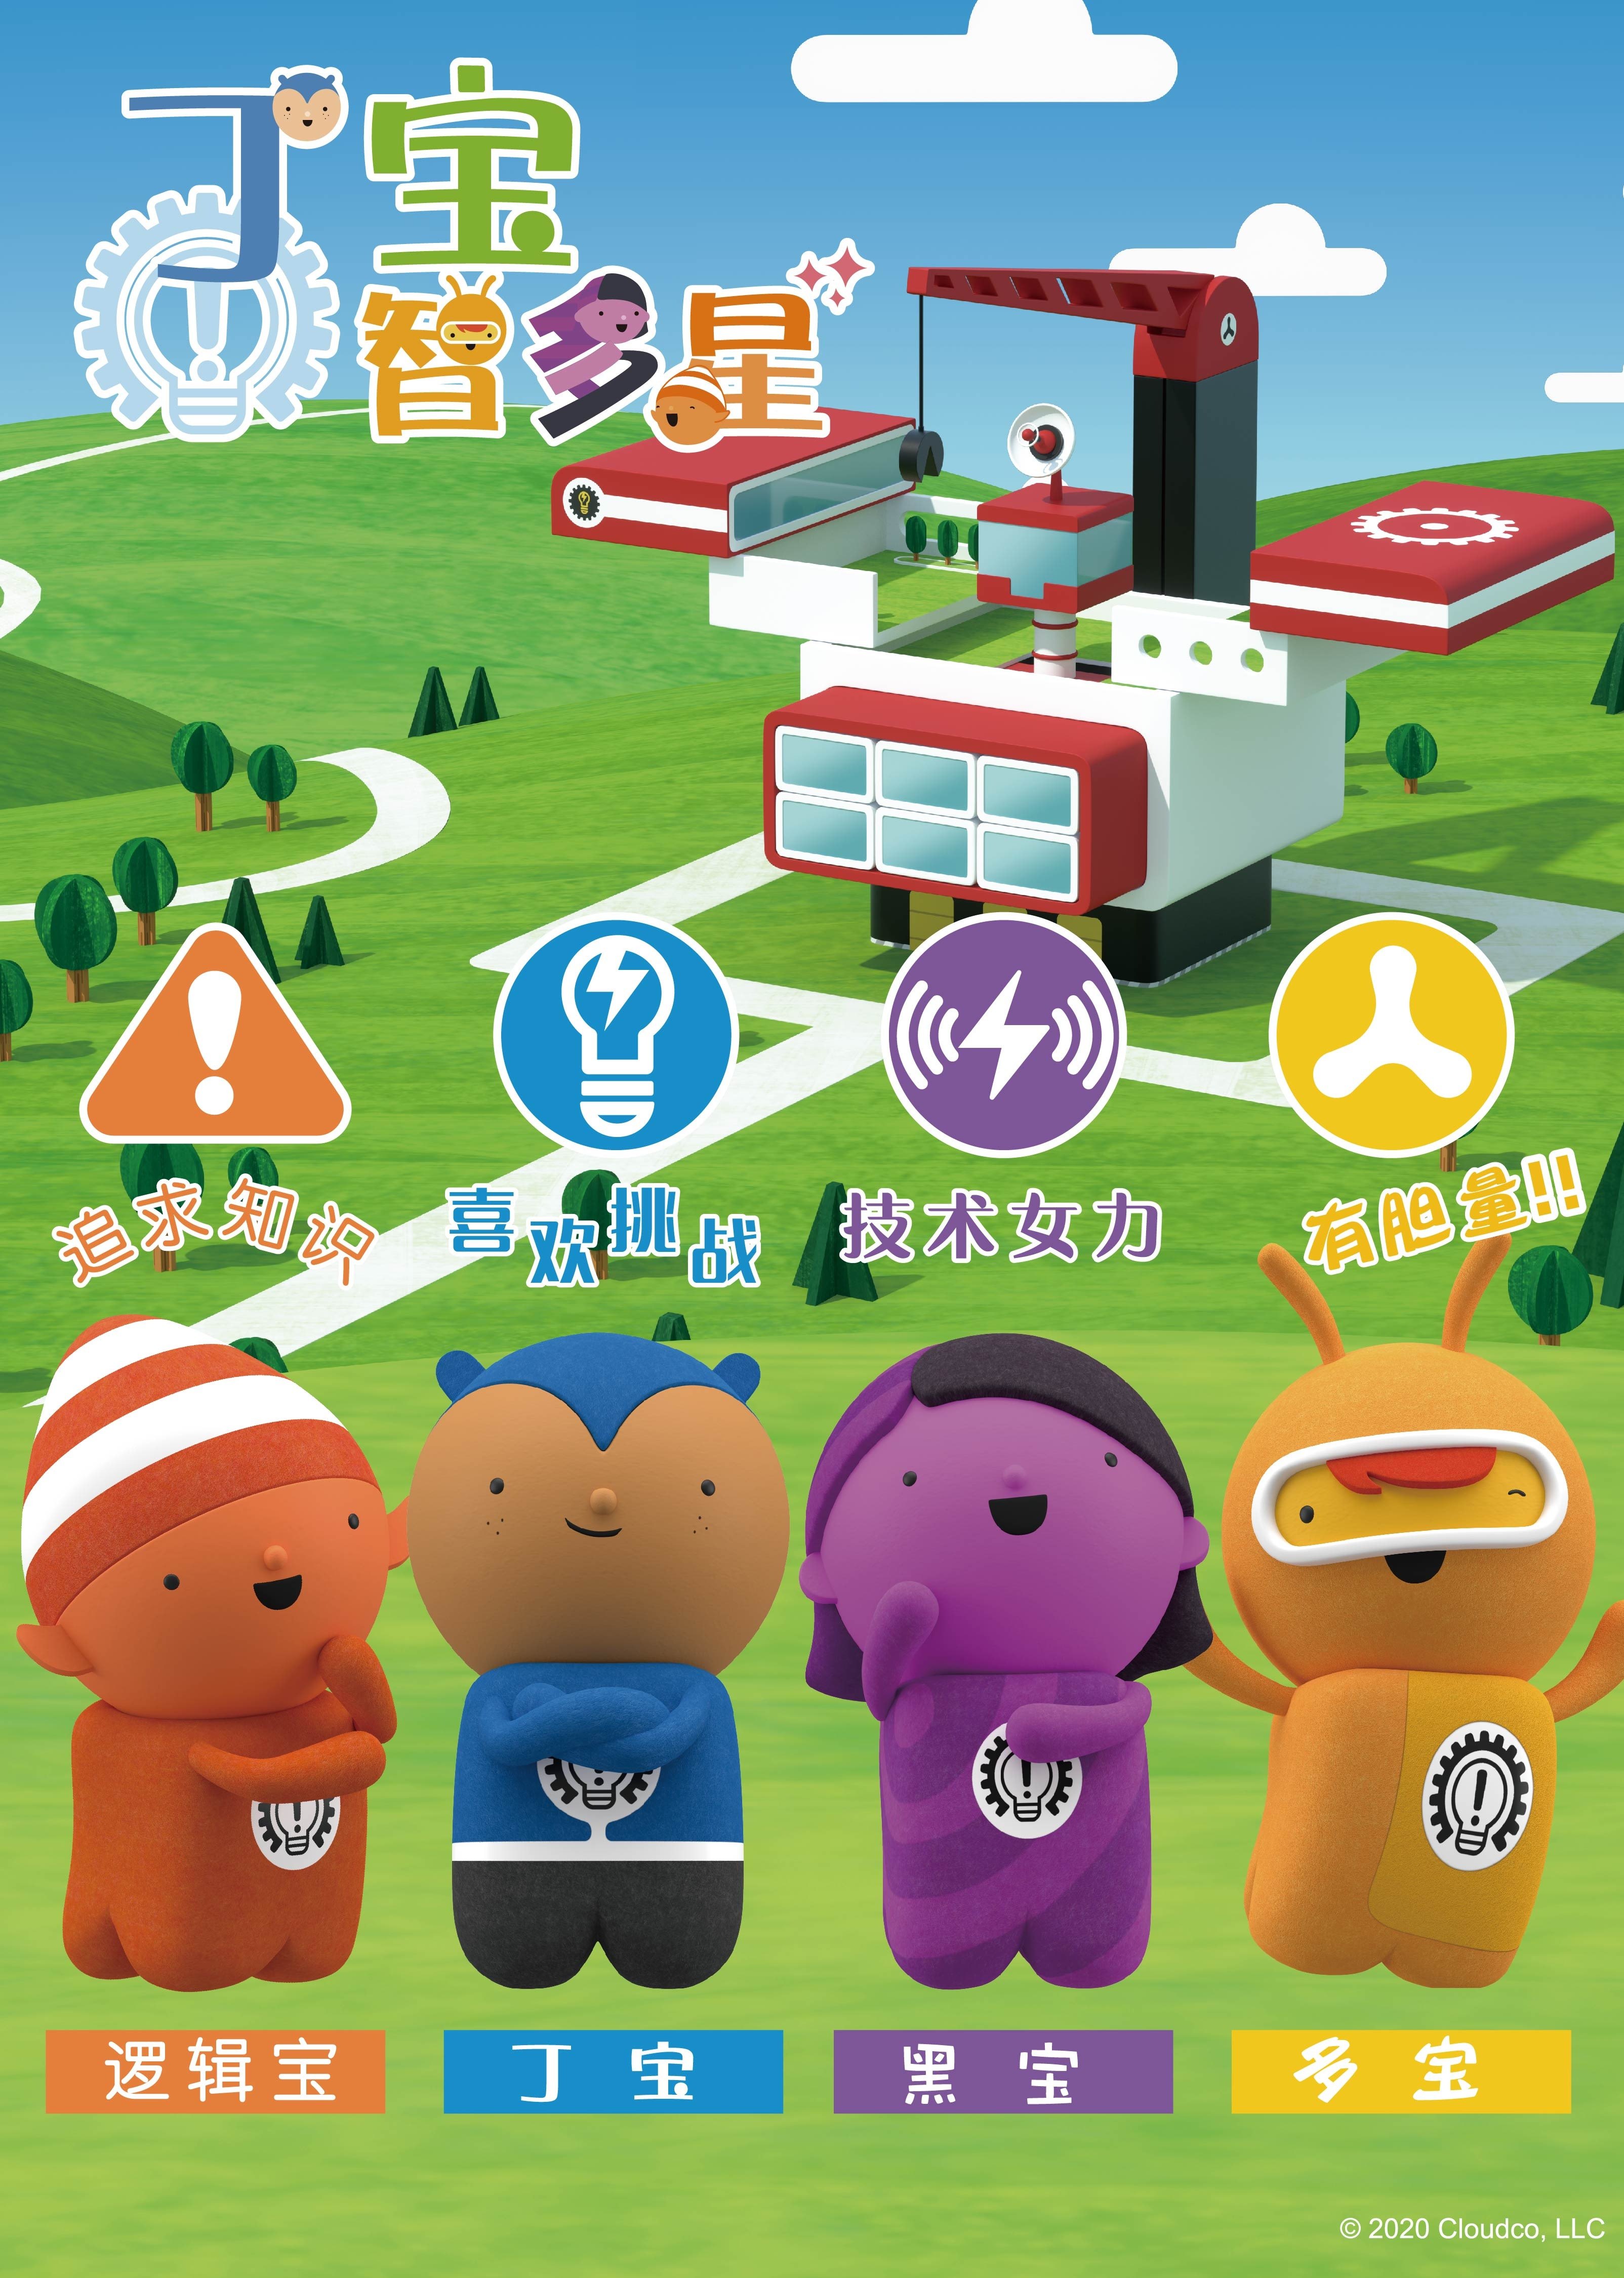 丁宝
智多星
追求知识
喜欢挑战
技术女力
有胆量!!
逻辑宝
丁宝
黑宝
多宝
© 2020 Cloudco, LLC